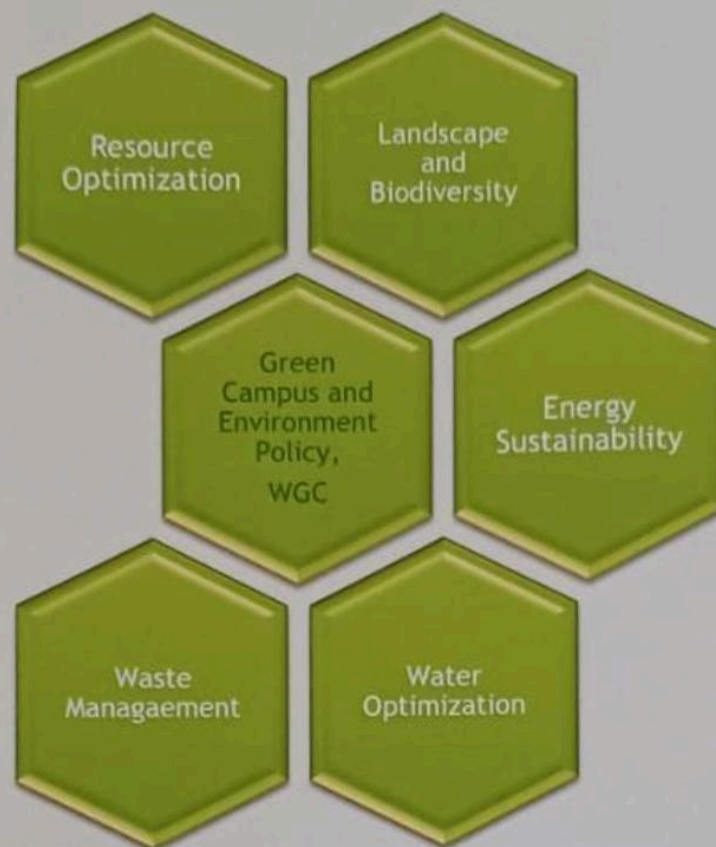 Resource
Optimization
Landscape
and
Biodiversity
Green
Campus and
Environment
Policy,
WGC
Energy
Sustainability
Waste
Managaement
Water
Optimization